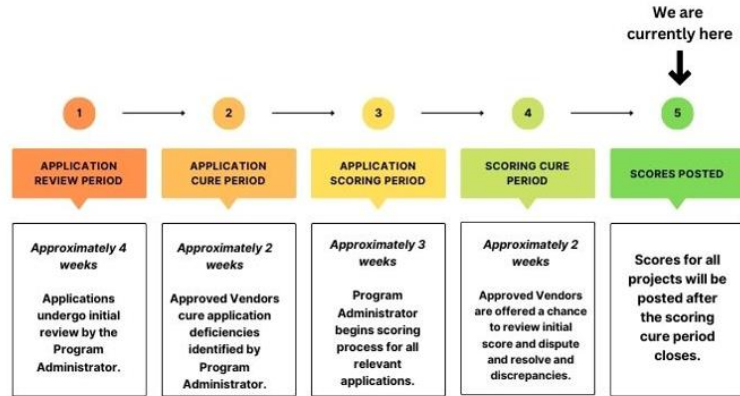 We are
currently here
1
2
3
4
5
APPLICATION
REVIEW PERIOD
APPLICATION
CURE PERIOD
APPLICATION
SCORING PERIOD
SCORING CURE
PERIOD
SCORES POSTED
Approximately 4
weeks
Applications
undergo initial
review by the
Program
Administrator.
Approximately 2
weeks
Approved Vendors
cure application
deficiencies
identified by
Program
Administrator.
Approximately 3
weeks
Program
Administrator
begins scoring
process for all
relevant
applications.
Approximately 2
weeks
Approved Vendors
are offered a chance
to review initial
score and dispute
and resolve and
discrepancies.
Scores for all
projects will be
posted after
the scoring
cure period
closes.